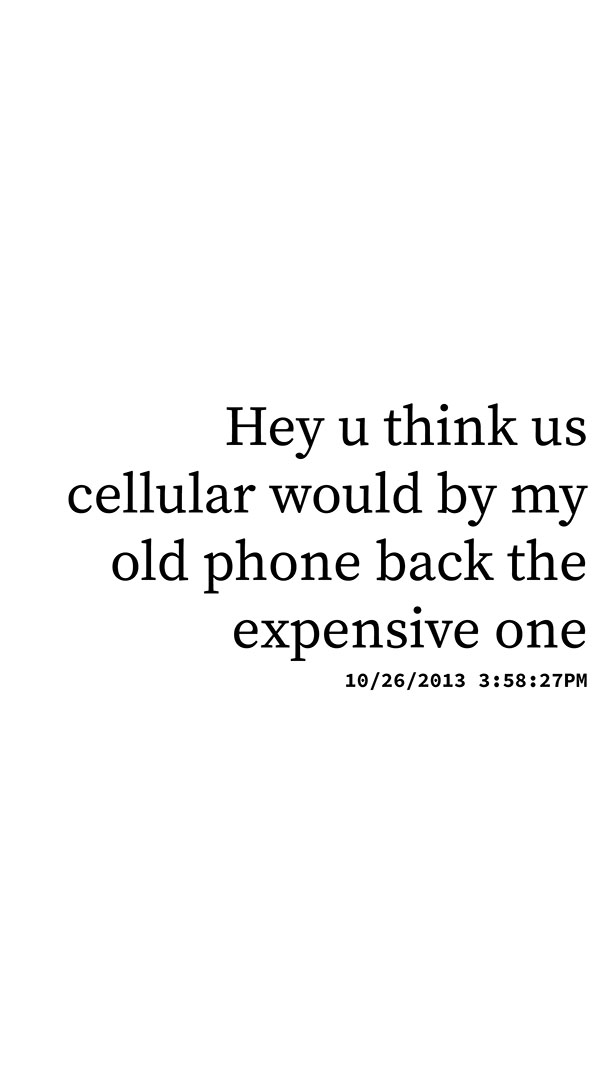 Hey u think us
cellular would by my
old phone back the
expensive one
10/26/2013 3:58:27PM